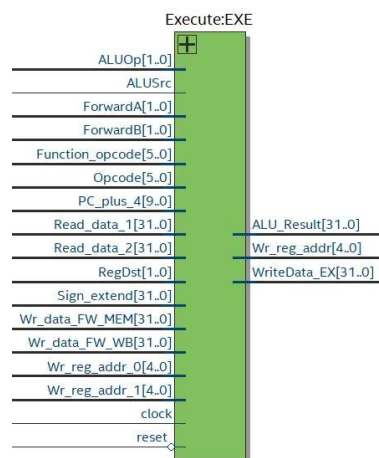 Execute:EXE
ALUOp[1..0]
ALUSrc
ForwardA[1..0]
ForwardB[1..0]
Function_opcode[5..0]
Opcode[5..0]
PC_plus_4[9..0]
Read_data_1[31..0]
ALU_Result[31..0]
Read_data_2[31..0]
Wr_reg_addr[4..0]
RegDst[1..0]
WriteData_EX[31..0]
Sign_extend[31..0]
Wr_data_FW_MEM[31..0]
Wr_data_FW_WB[31..0]
Wr_reg_addr_0[4..0]
Wr_reg_addr_1[4..0]
clock
reset